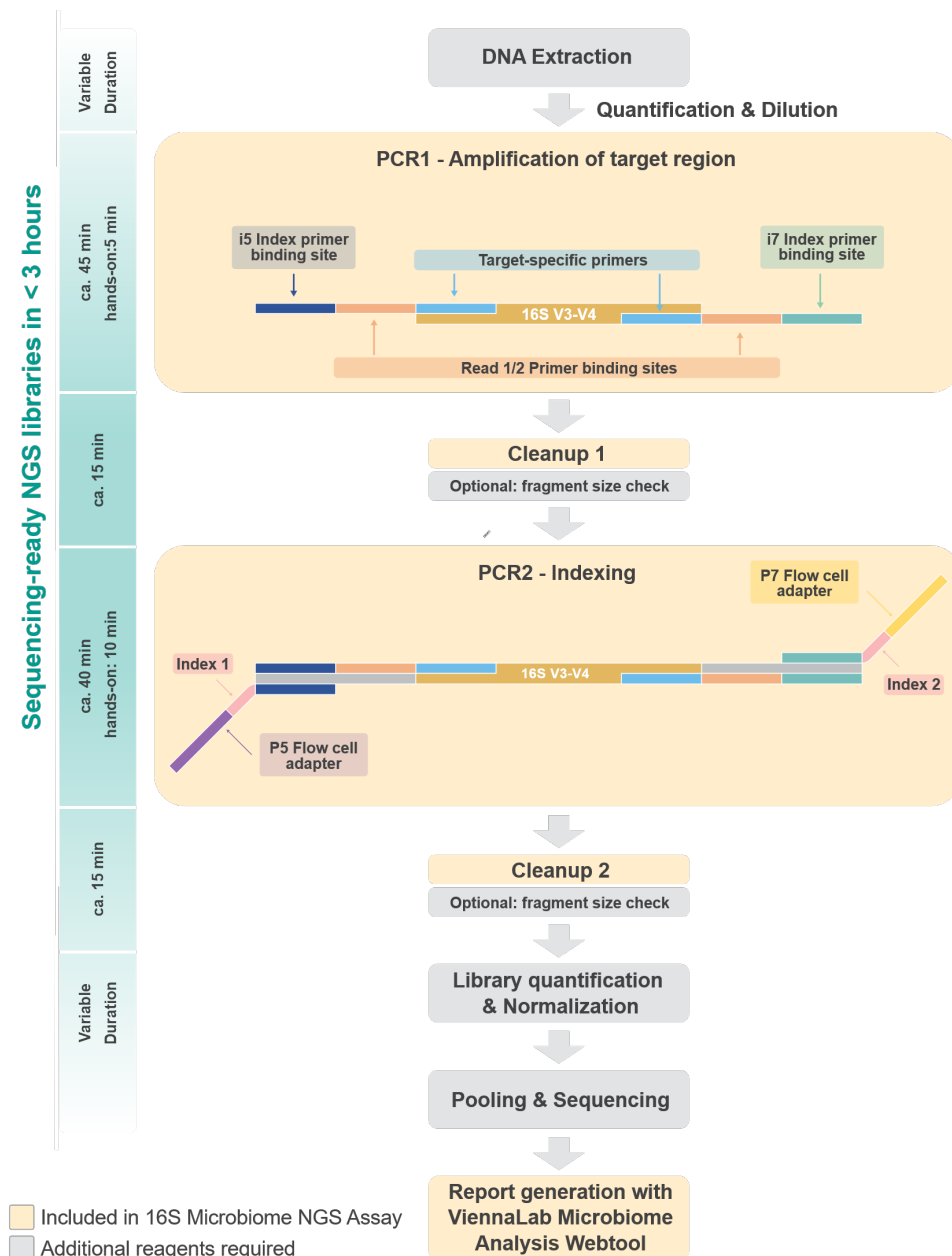 DNA Extraction
Quantification & Dilution
Sequencing-ready NGS libraries in < 3 hours
Variable
Duration
PCR1 - Amplification of target region
ca. 45 min
hands-on:5 min
i5 Index primer
binding site
Target-specific primers
i7 Index primer
binding site
16S V3-V4
Read 1/2 Primer binding sites
ca. 15 min
Cleanup 1
Optional: fragment size check
PCR2 - Indexing
ca. 40 min
hands-on: 10 min
P7 Flow cell
adapter
Index 1
16S V3-V4
Index 2
P5 Flow cell
adapter
ca. 15 min
Cleanup 2
Optional: fragment size check
Variable
Duration
Library quantification
& Normalization
Pooling & Sequencing
Report generation with
ViennaLab Microbiome
Analysis Webtool
Included in 16S Microbiome NGS Assay
Additional reagents required